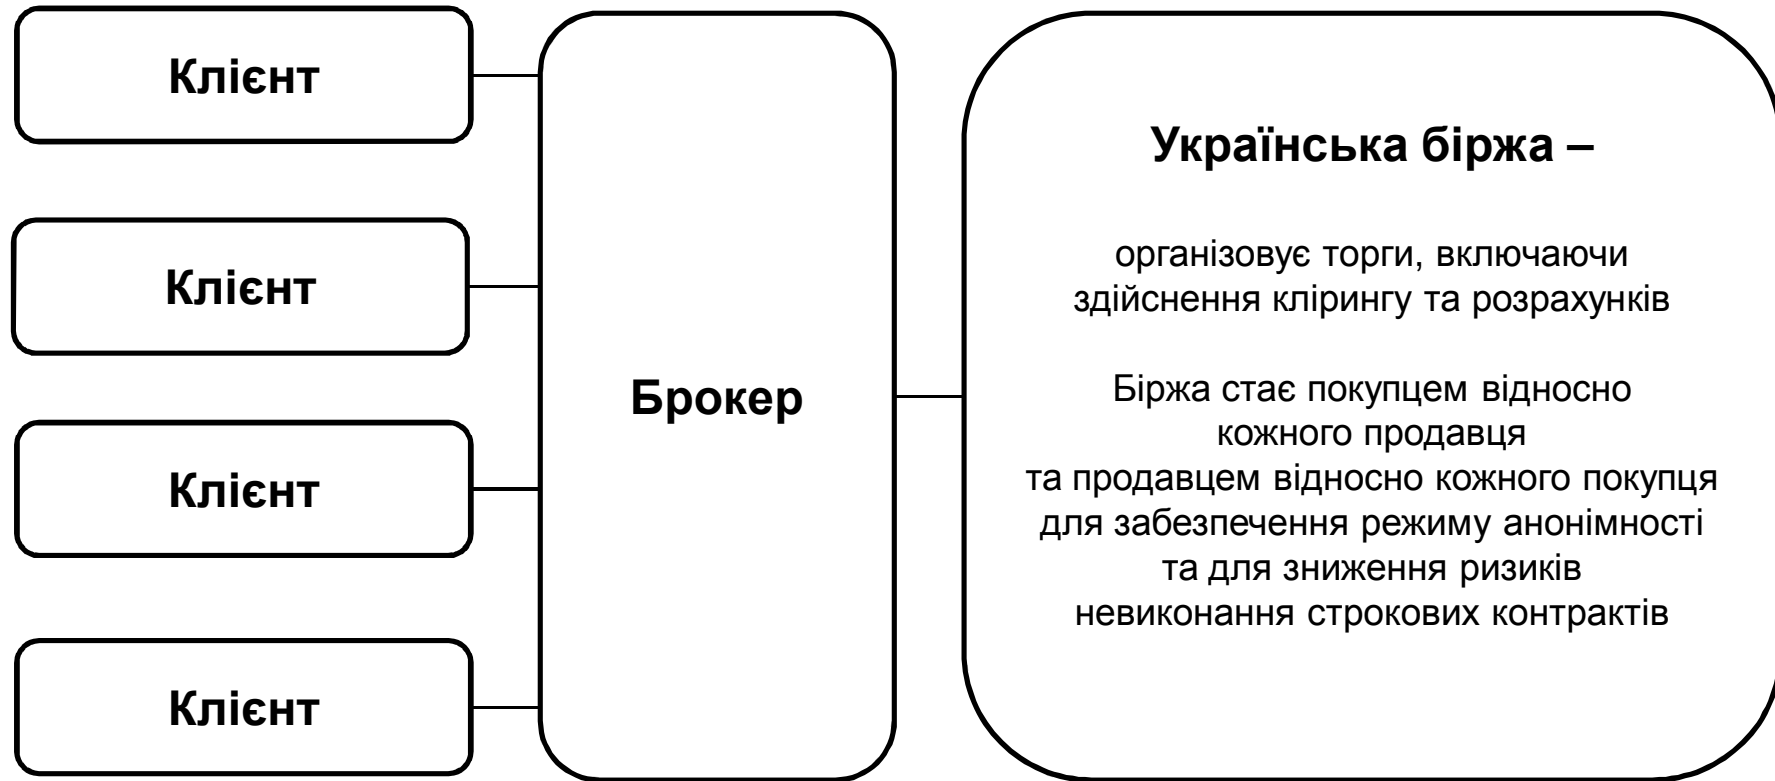 Клієнт
Клієнт
Клієнт
Клієнт
Брокер
Українська біржа –
організовує торги, включаючи
здійснення клірингу та розрахунків
Біржа стає покупцем відносно
кожного продавця
та продавцем відносно кожного покупця
для забезпечення режиму анонімності
та для зниження ризиків
невиконання строкових контрактів